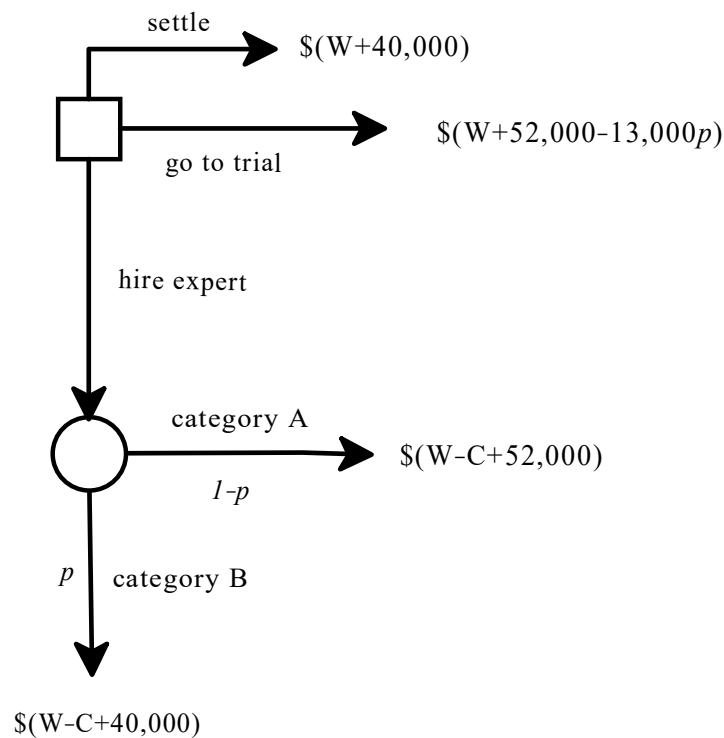 settle
$(W+40,000)
$(W+52,000-13,000p)
go to trial
hire expert
category A
$(W-C+52,000)
1-p
p
category B
$(W-C+40,000)